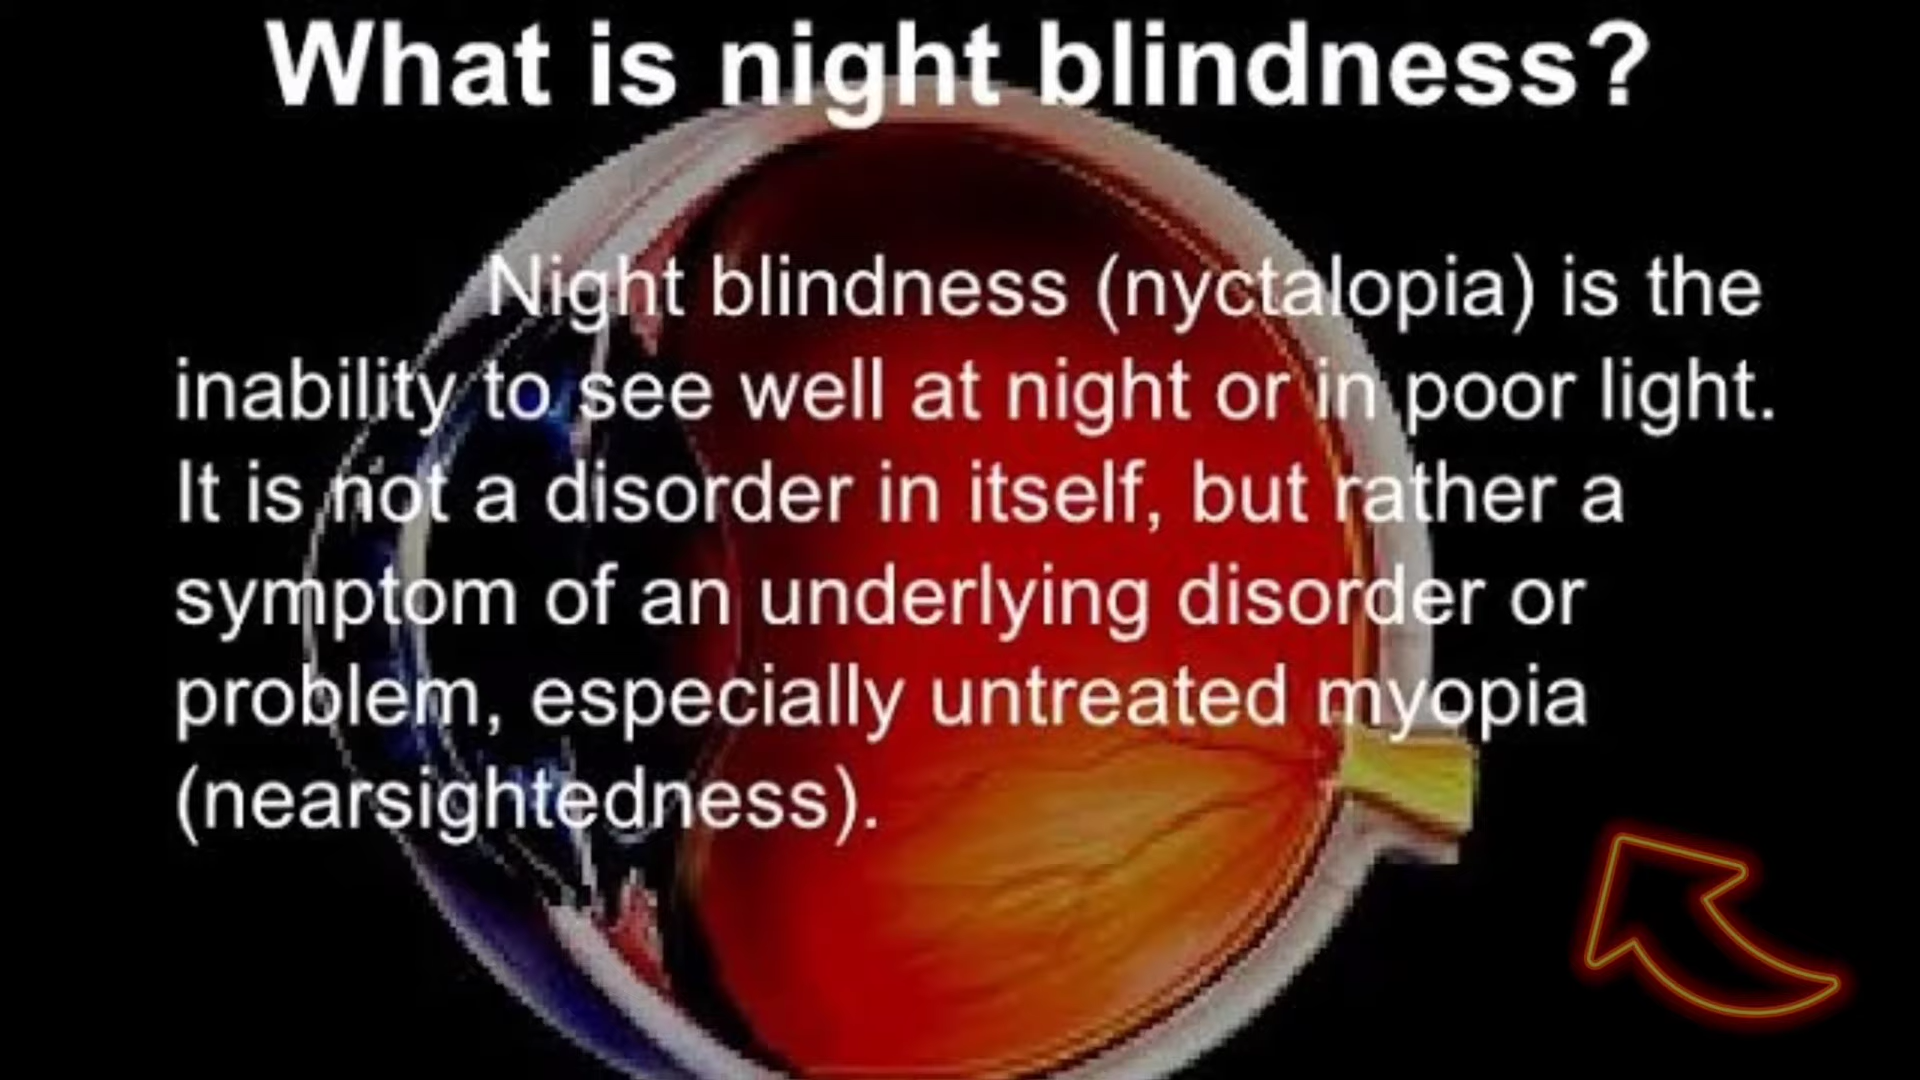 What is night blindness?
Night blindness (nyctalopia) is the
inability to see well at night or in poor light.
It is not a disorder in itself, but rather a
symptom of an underlying disorder or
problem, especially untreated myopia
(nearsightedness).